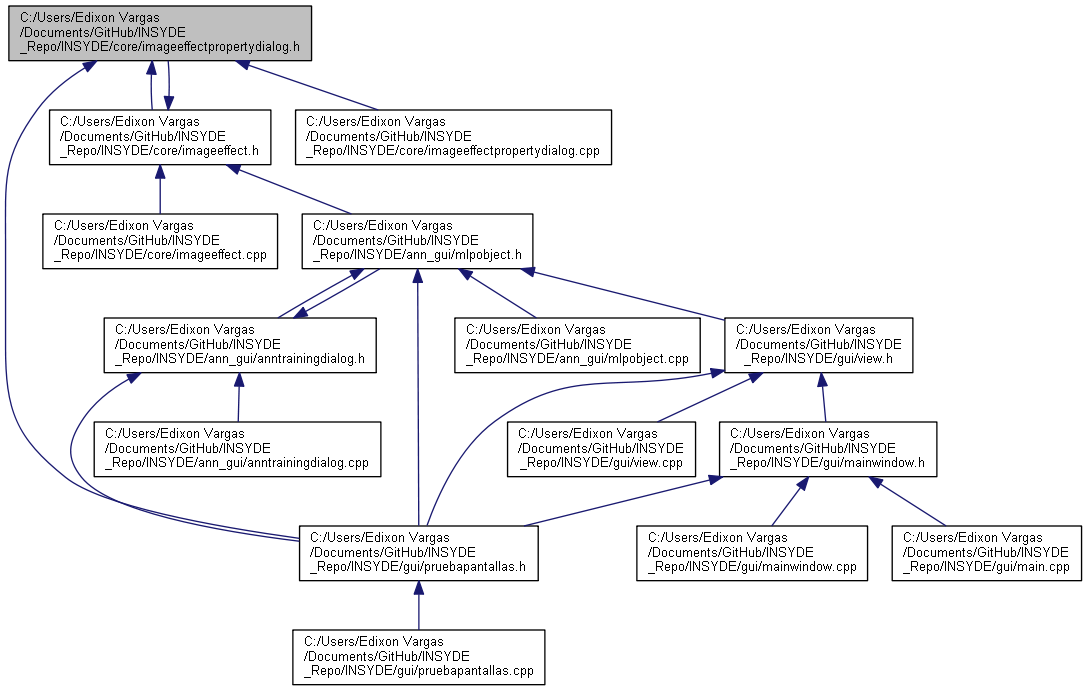 C:/Users/Edixon Vargas
/Documents/GitHub/INSYDE
_Repo/INSYDE/core/imageeffectpropertydialog.h
C:/Users/Edixon Vargas
/Documents/GitHub/INSYDE
_Repo/INSYDE/core/imageeffect.h
C:/Users/Edixon Vargas
/Documents/GitHub/INSYDE
_Repo/INSYDE/core/imageeffectpropertydialog.cpp
C:/Users/Edixon Vargas
/Documents/GitHub/INSYDE
_Repo/INSYDE/core/imageeffect.cpp
C:/Users/Edixon Vargas
/Documents/GitHub/INSYDE
_Repo/INSYDE/ann_gui/mlpobject.h
C:/Users/Edixon Vargas
/Documents/GitHub/INSYDE
_Repo/INSYDE/ann_gui/anntrainingdialog.h
C:/Users/Edixon Vargas
/Documents/GitHub/INSYDE
_Repo/INSYDE/ann_gui/mlpobject.cpp
C:/Users/Edixon Vargas
/Documents/GitHub/INSYDE
_Repo/INSYDE/gui/view.h
C:/Users/Edixon Vargas
/Documents/GitHub/INSYDE
_Repo/INSYDE/ann_gui/anntrainingdialog.cpp
C:/Users/Edixon Vargas
/Documents/GitHub/INSYDE
_Repo/INSYDE/gui/view.cpp
C:/Users/Edixon Vargas
/Documents/GitHub/INSYDE
_Repo/INSYDE/gui/mainwindow.h
C:/Users/Edixon Vargas
/Documents/GitHub/INSYDE
_Repo/INSYDE/gui/pruebapantallas.h
C:/Users/Edixon Vargas
/Documents/GitHub/INSYDE
_Repo/INSYDE/gui/mainwindow.cpp
C:/Users/Edixon Vargas
/Documents/GitHub/INSYDE
_Repo/INSYDE/gui/main.cpp
C:/Users/Edixon Vargas
/Documents/GitHub/INSYDE
_Repo/INSYDE/gui/pruebapantallas.cpp